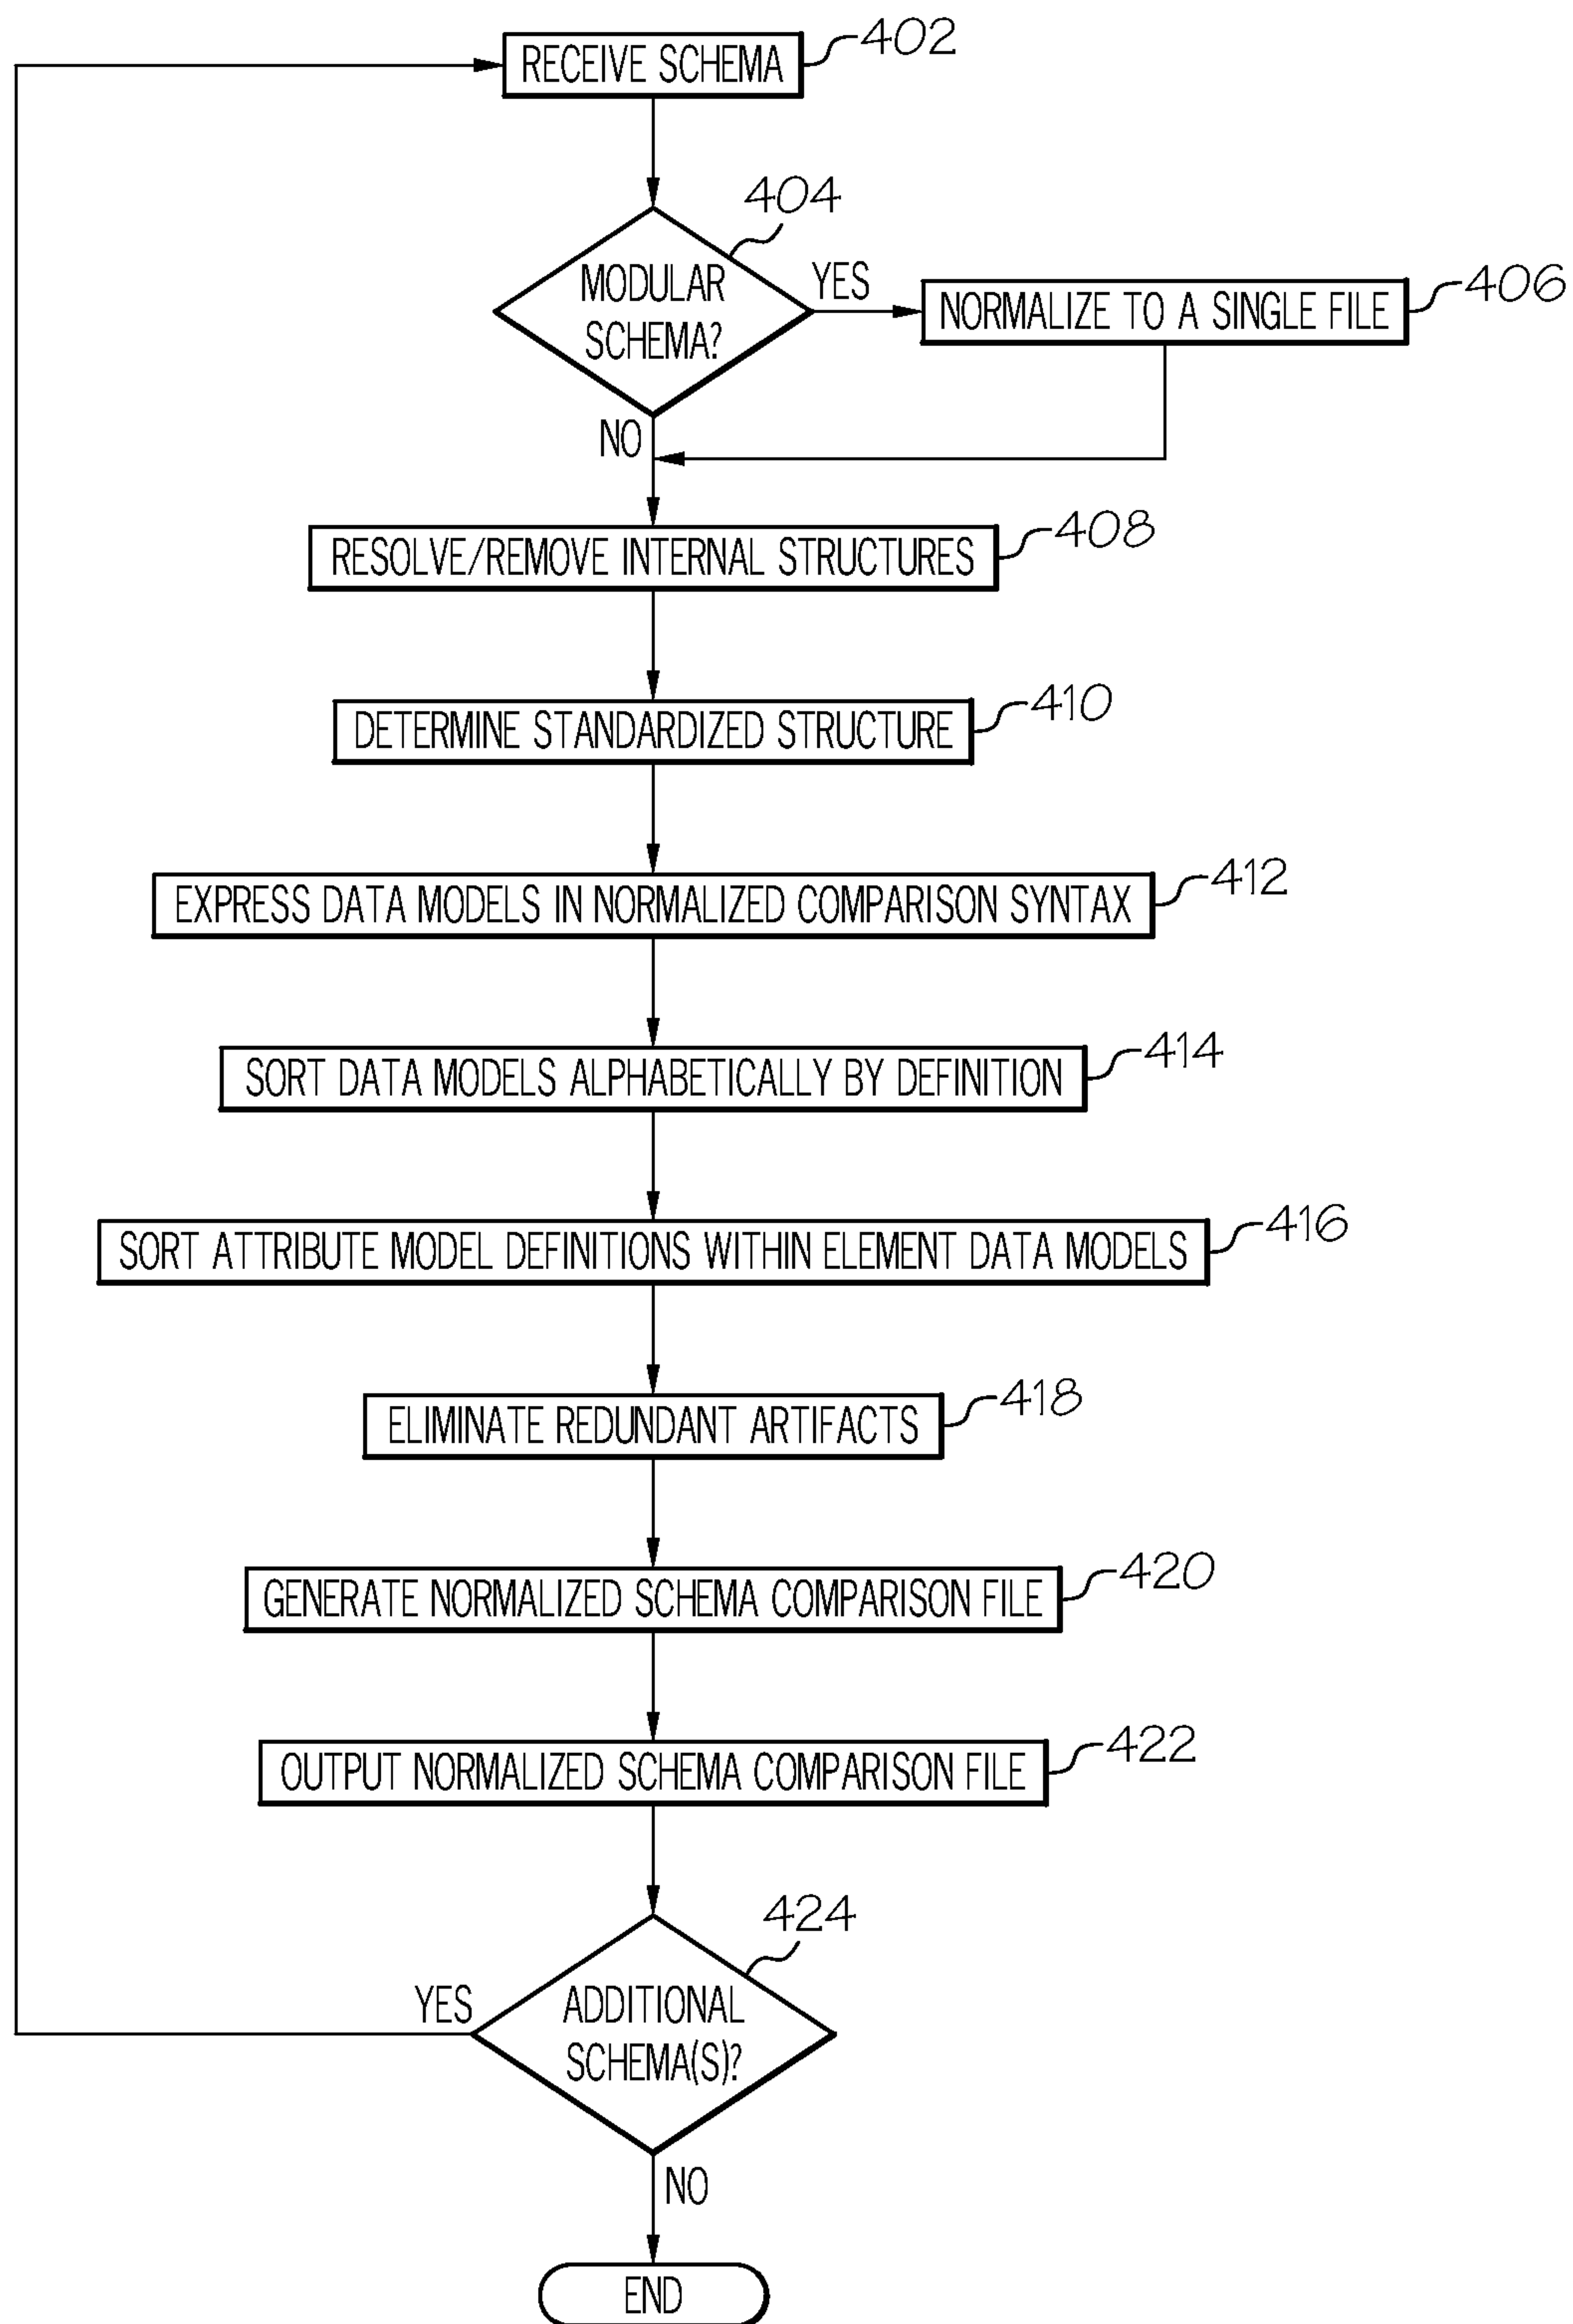 RECEIVE SCHEMA
402
404
MODULAR
SCHEMA?
YES
NORMALIZE TO A SINGLE FILE
406
NO
RESOLVE/REMOVE INTERNAL STRUCTURES
408
DETERMINE STANDARDIZED STRUCTURE
410
EXPRESS DATA MODELS IN NORMALIZED COMPARISON SYNTAX
412
SORT DATA MODELS ALPHABETICALLY BY DEFINITION
414
SORT ATTRIBUTE MODEL DEFINITIONS WITHIN ELEMENT DATA MODELS
416
ELIMINATE REDUNDANT ARTIFACTS
418
GENERATE NORMALIZED SCHEMA COMPARISON FILE
420
OUTPUT NORMALIZED SCHEMA COMPARISON FILE
422
424
YES
ADDITIONAL
SCHEMA(S)?
NO
END